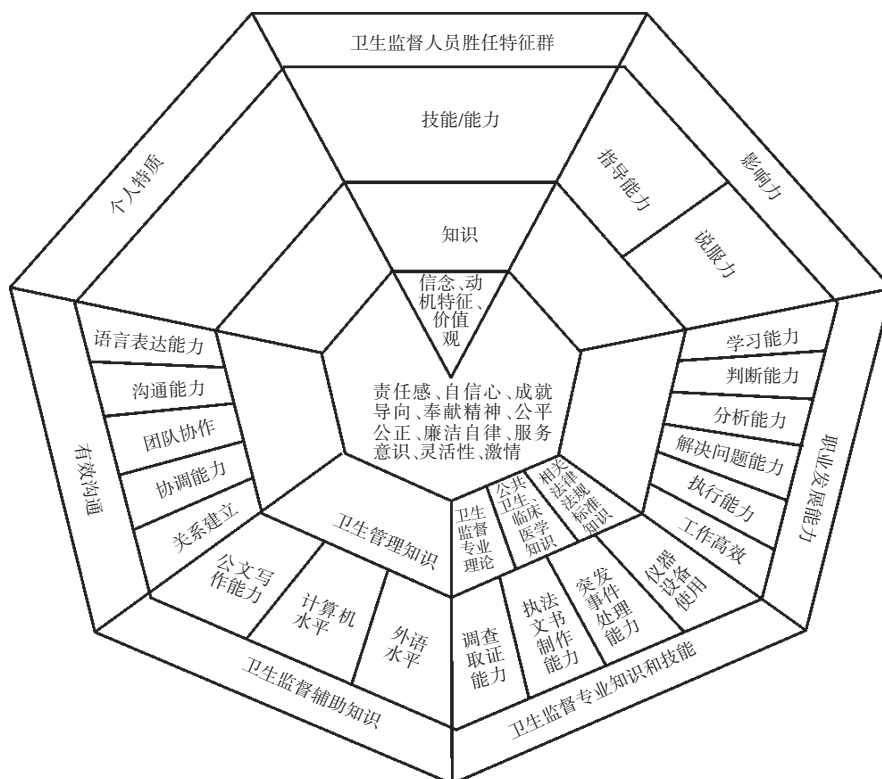 卫生监督人员胜任特征群
技能/能力
知识
信念、动
机特征、
价值
观
个人特质
影响力
指导能力
说服力
语言表达能力
沟通能力
团队协作
协调能力
关系建立
有效沟通
责任感、自信心、成就
导向、奉献精神、公平
公正、廉洁自律、服务
意识、灵活性、激情
学习能力
判断能力
分析能力
解决问题能力
执行能力
工作高效
职业发展能力
卫生管理知识
卫生
监督
专业
理论
公共
卫生、
临床
医学
知识
相关
法律
法规
标准
知识
公文写
作能力
计算机
水平
外语
水平
调查
取证
能力
执法
文书
制作
能力
突发
事件
处理
能力
仪器
设备
使用
卫生监督辅助知识
卫生监督专业知识和技能